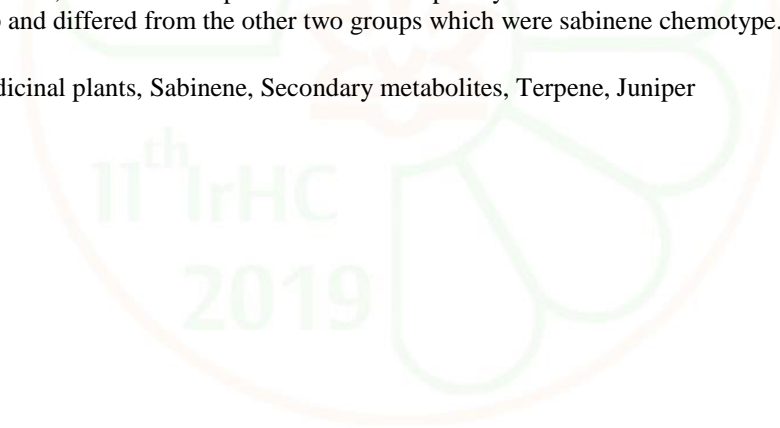 and differed from the other two groups which were sabinene chemotype.
dicinal plants, Sabinene, Secondary metabolites, Terpene, Juniper
11th IrHC
2019